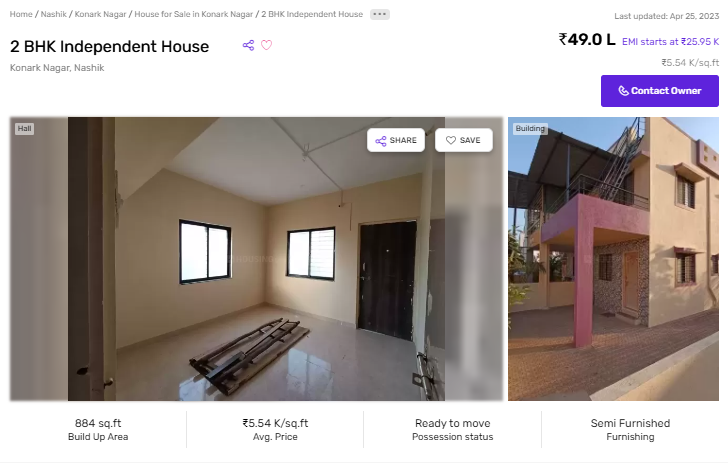 Home / Nashik / Konark Nagar / House for Sale in Konark Nagar / 2 BHK Independent House
Last updated: Apr 25, 2023
2 BHK Independent House
₹49.0 L EMI starts at ₹25.95 K
Konark Nagar, Nashik
₹5.54 K/sq.ft
Contact Owner
Hall
SHARE
SAVE
Building
884 sq.ft
Build Up Area
₹5.54 K/sq.ft
Avg. Price
Ready to move
Possession status
Semi Furnished
Furnishing